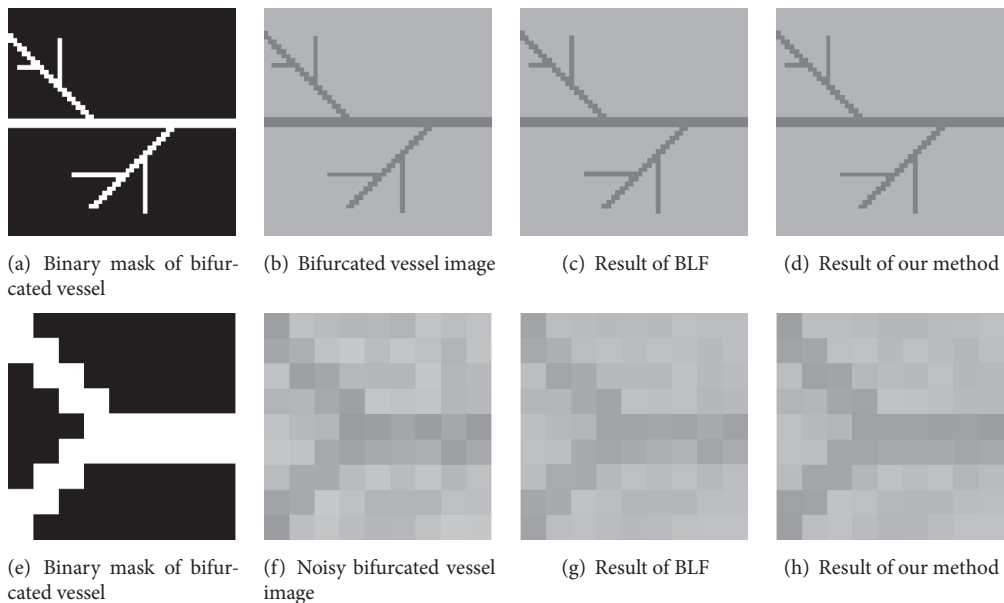 (a) Binary mask of bifur-
cated vessel
(b) Bifurcated vessel image
(c) Result of BLF
(d) Result of our method
(e) Binary mask of bifur-
cated vessel
(f) Noisy bifurcated vessel
image
(g) Result of BLF
(h) Result of our method